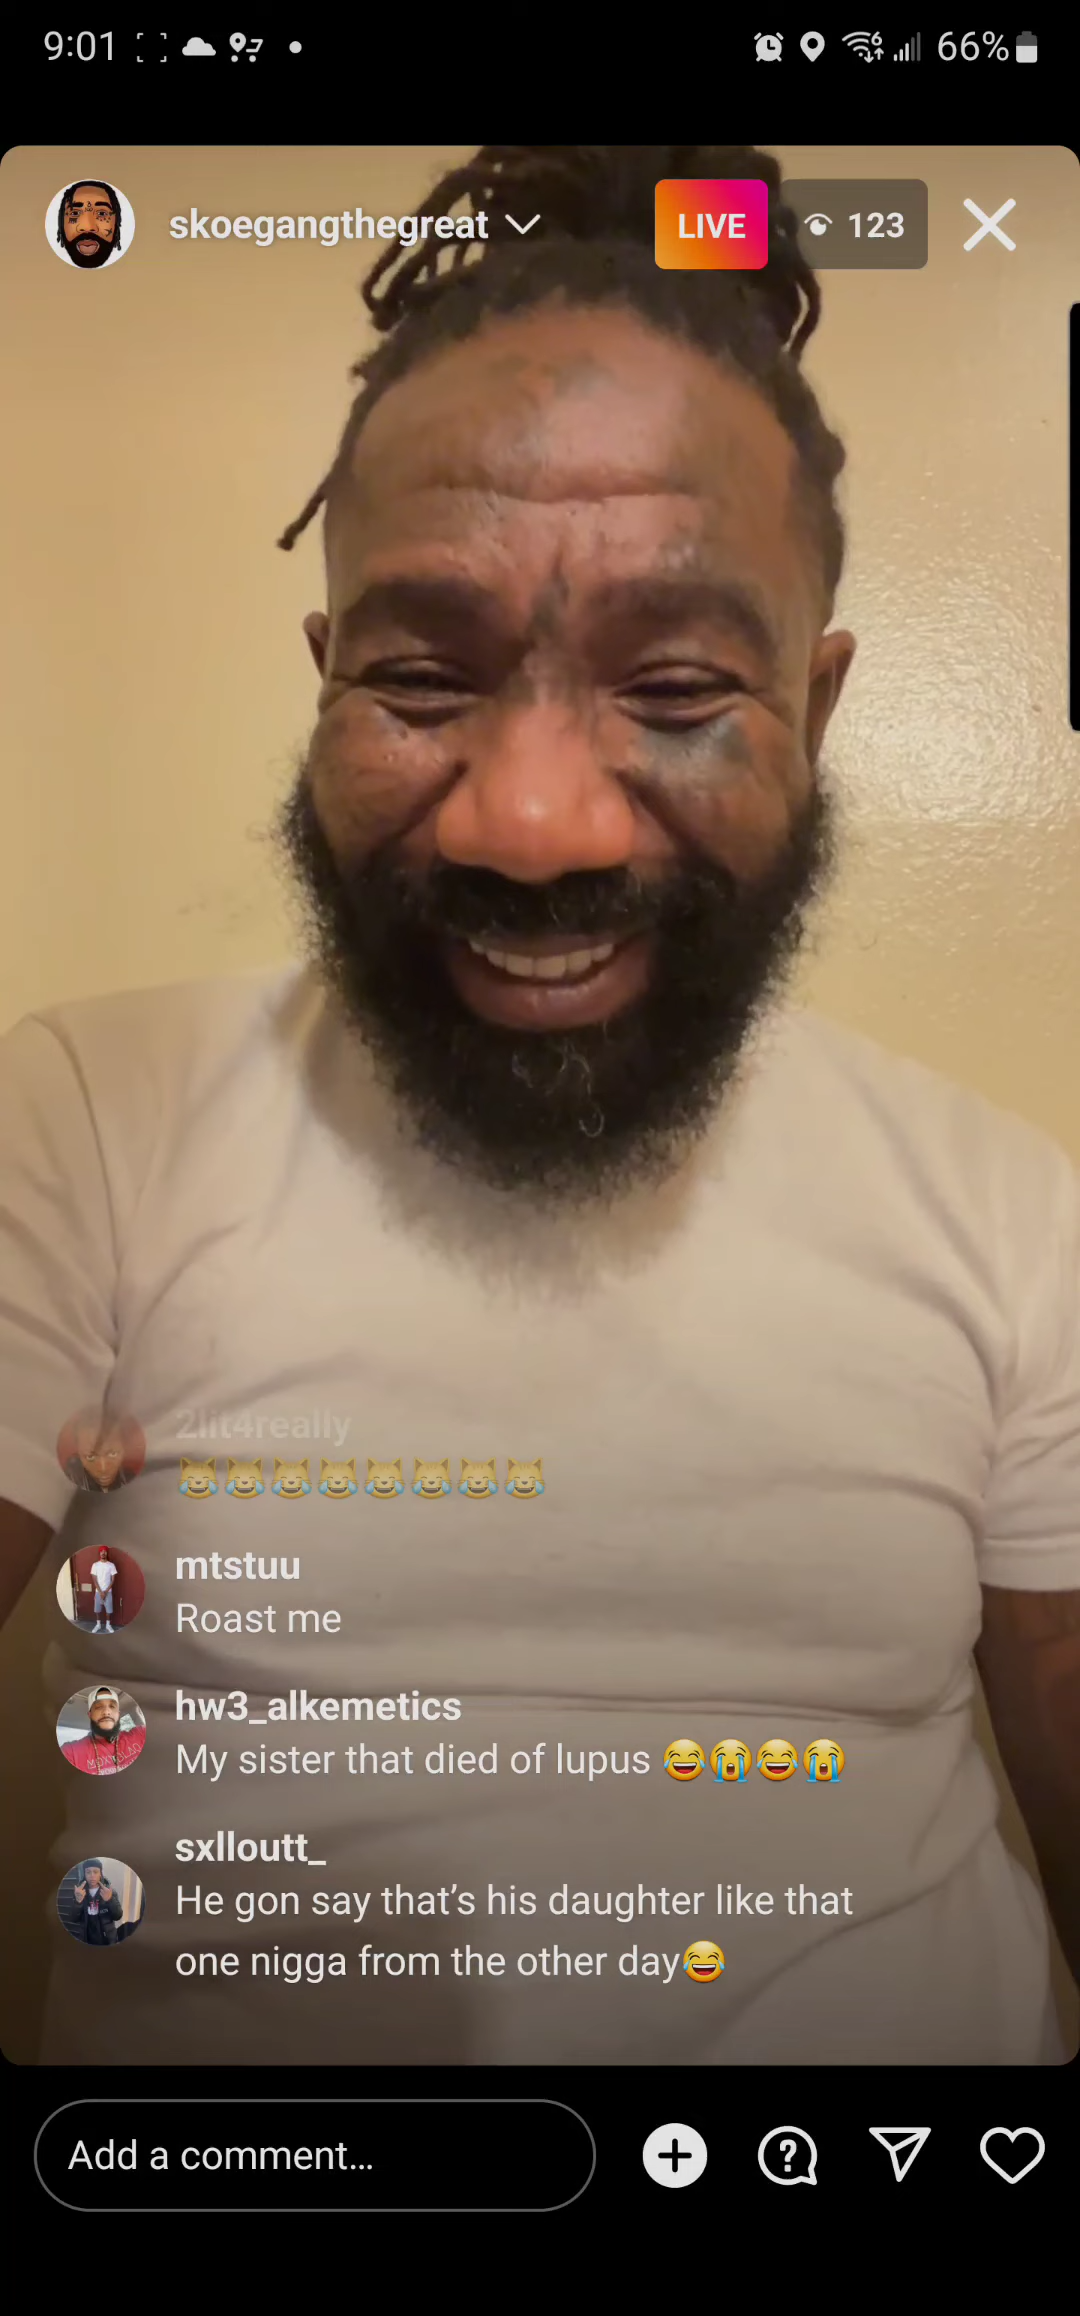 9:01
66%
skoegangthegreat
LIVE
123
2lit4really
😹😹😹😹😹😹😹😹
mtstuu
Roast me
hw3_alkemetics
My sister that died of lupus 😂😭😂😭
sxlloutt_
He gon say that’s his daughter like that
one nigga from the other day😂
Add a comment...